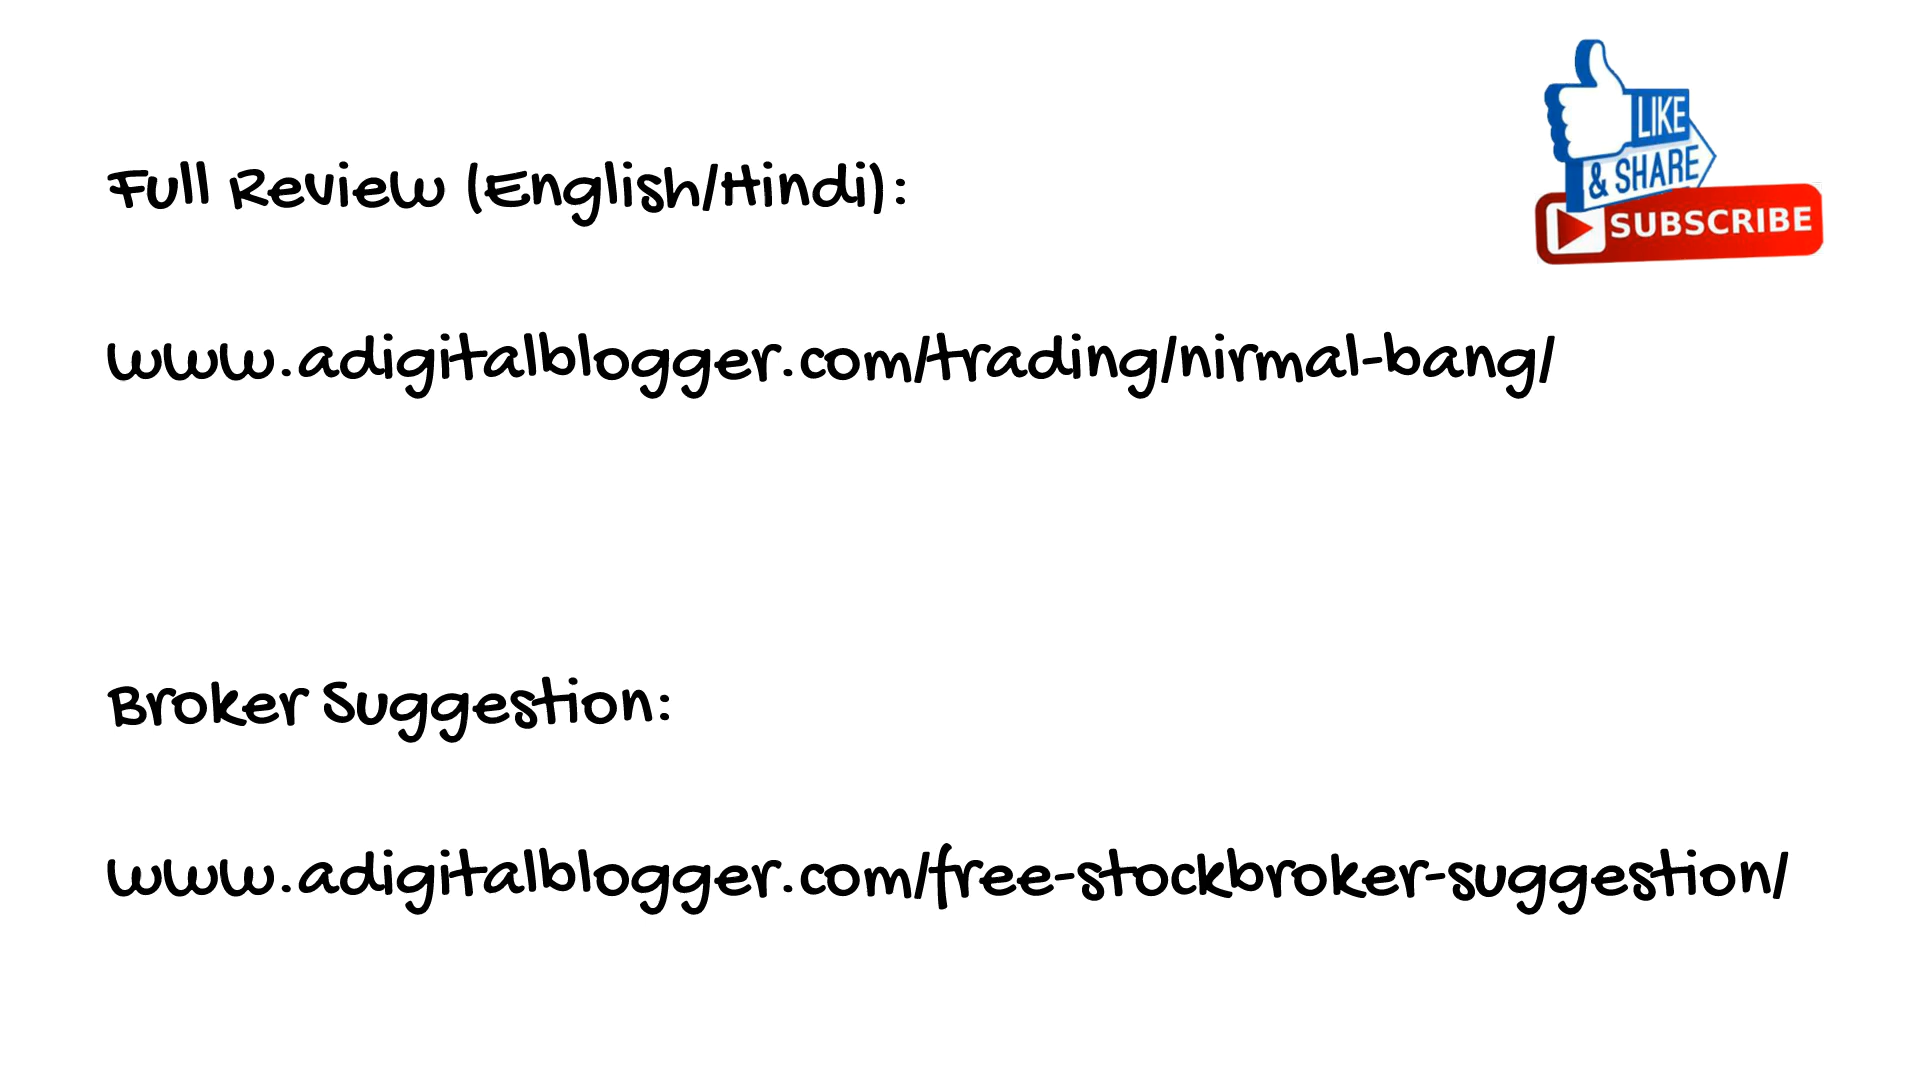 LIKE
& SHARE
SUBSCRIBE
Full Review (English/Hindi):
www.adigitalblogger.com/trading/nirmal-bang/
Broker Suggestion:
www.adigitalblogger.com/free-stockbroker-suggestion/